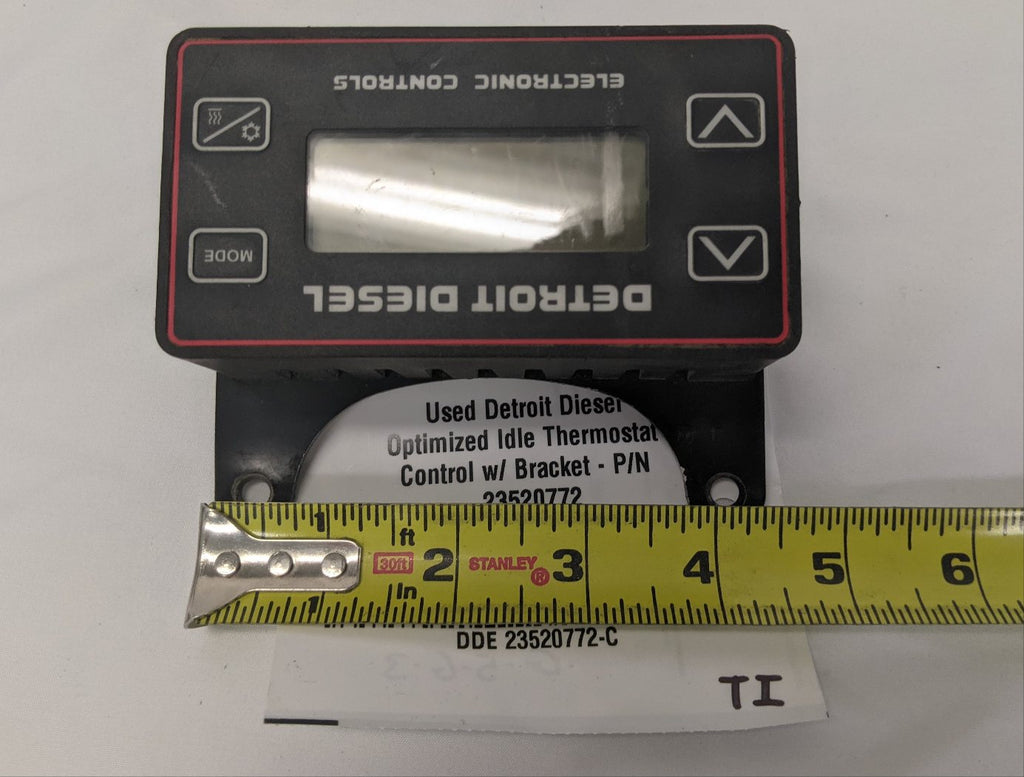 ELECTRONIC CONTROLS
MODE
DETROIT DIESEL
Used Detroit Diesel
Optimized Idle Thermostat
Control w/ Bracket - P/N
23520772
1 ft 2 STANLEY® 3 4 5 6
30ft
1 In
DDE 23520772-C
TI